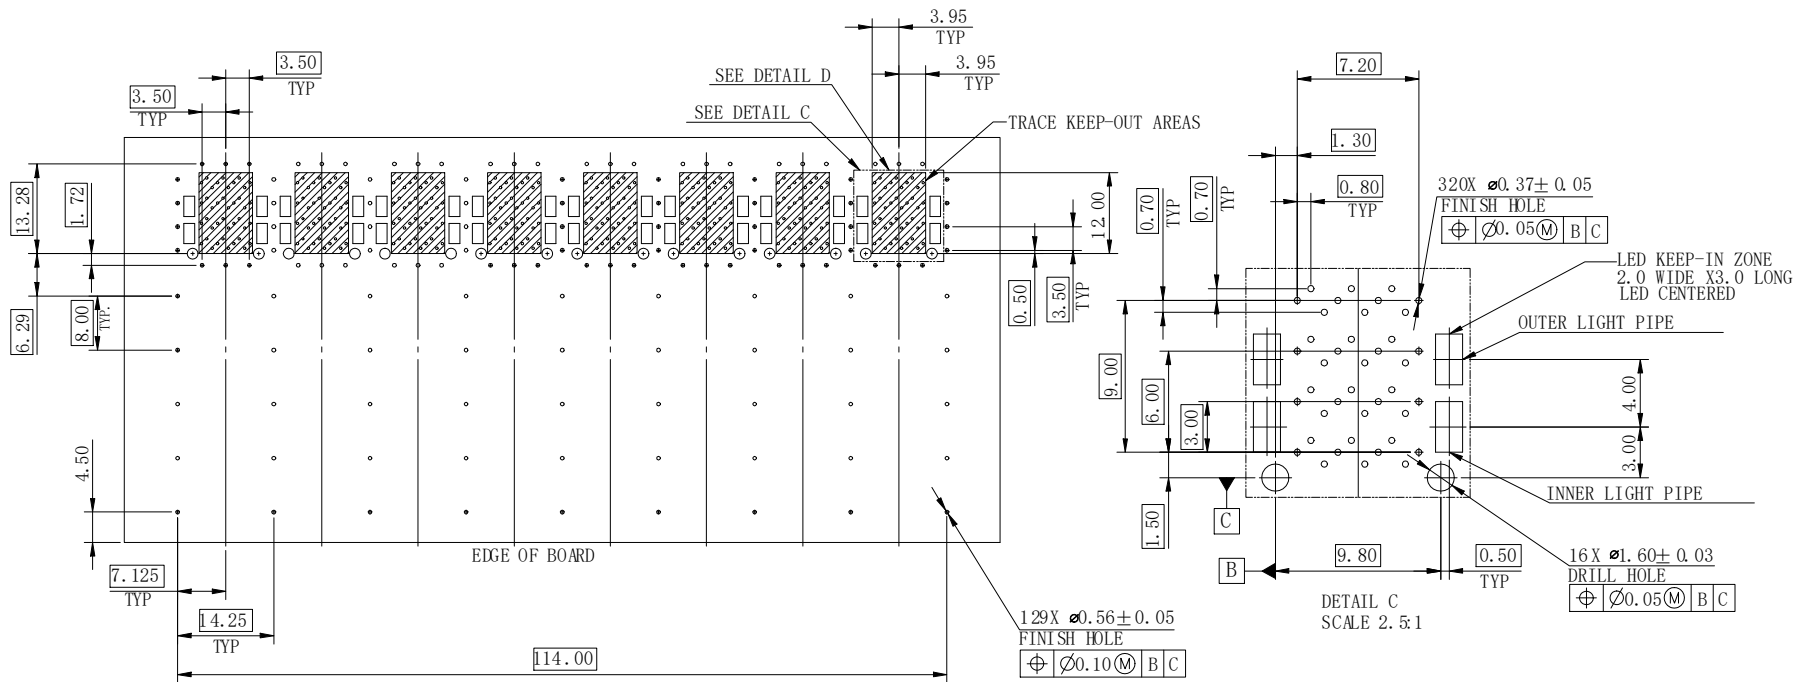 3.95
TYP
3.95
TYP
3.50
TYP
3.50
TYP
SEE DETAIL D
SEE DETAIL C
TRACE KEEP-OUT AREAS
13.28
1.72
6.29
8.00
TYP.
4.50
12.00
0.50
3.50
TYP
EDGE OF BOARD
7.125
TYP
14.25
TYP
114.00
129X ⌀0.56±0.05
FINISH HOLE
⌖ ⌀0.10Ⓜ B C
7.20
1.30
0.70
TYP
0.70
TYP
0.80
TYP
320X ⌀0.37±0.05
FINISH HOLE
⌖ ⌀0.05Ⓜ B C
LED KEEP-IN ZONE
2.0 WIDE X3.0 LONG
LED CENTERED
OUTER LIGHT PIPE
9.00
6.00
3.00
4.00
3.00
1.50
INNER LIGHT PIPE
C
B
9.80
0.50
TYP
16X ⌀1.60±0.03
DRILL HOLE
⌖ ⌀0.05Ⓜ B C
DETAIL C
SCALE 2.5:1